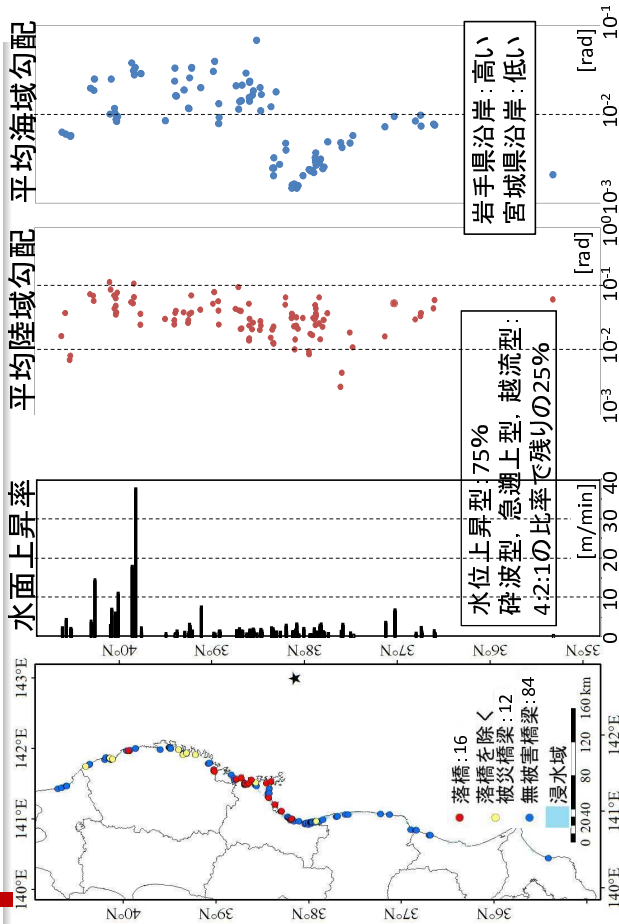 水面上昇率
平均陸域勾配
平均海域勾配
140°E
141°E
142°E
143°E
40°N
39°N
38°N
37°N
36°N
40°N
39°N
38°N
37°N
36°N
35°N
落橋:16
落橋を除く
被災橋梁:12
無被害橋梁:84
浸水域
0 20 40 80 120 160 km
140°E
141°E
142°E
水位上昇型:75%
砕波型, 急遡上型, 越流型:
4:2:1の比率で残りの25%
岩手県沿岸:高い
宮城県沿岸:低い
[m/min]
[rad]
[rad]
0 10 20 30 40
10-3 10-2 10-1 100
10-3 10-2 10-1